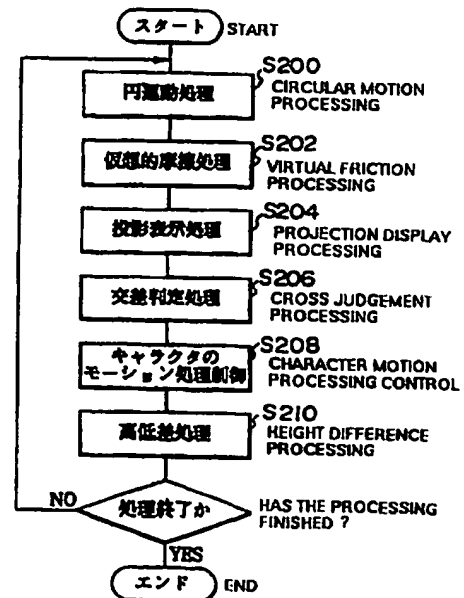 スタート START
S200
円運動処理 CIRCULAR MOTION
PROCESSING
S202
仮想的摩擦処理 VIRTUAL FRICTION
PROCESSING
S204
投影表示処理 PROJECTION DISPLAY
PROCESSING
S206
交差判定処理 CROSS JUDGEMENT
PROCESSING
S208
キャラクタの CHARACTER MOTION
モーション処理制御 PROCESSING CONTROL
S210
高低差処理 HEIGHT DIFFERENCE
PROCESSING
NO 処理終了か HAS THE PROCESSING
FINISHED ?
YES
エンド END